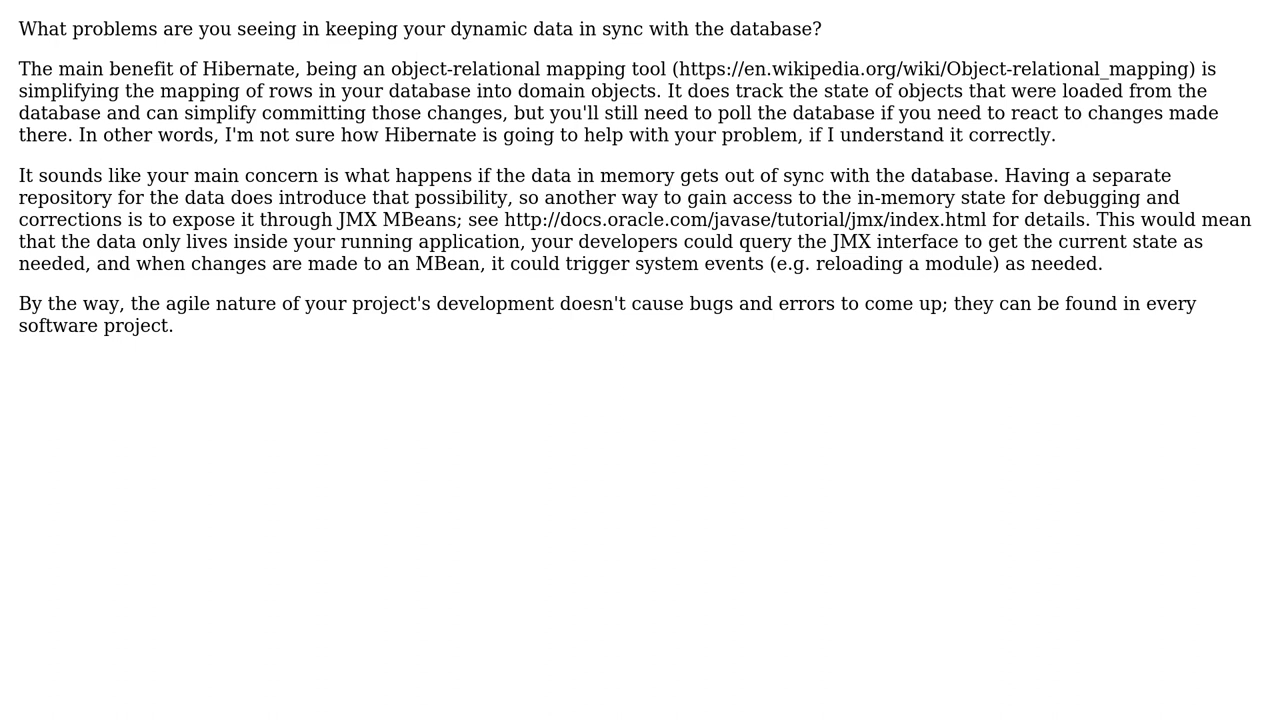 What problems are you seeing in keeping your dynamic data in sync with the database?
The main benefit of Hibernate, being an object-relational mapping tool (https://en.wikipedia.org/wiki/Object-relational_mapping) is
simplifying the mapping of rows in your database into domain objects. It does track the state of objects that were loaded from the
database and can simplify committing those changes, but you'll still need to poll the database if you need to react to changes made
there. In other words, I'm not sure how Hibernate is going to help with your problem, if I understand it correctly.
It sounds like your main concern is what happens if the data in memory gets out of sync with the database. Having a separate
repository for the data does introduce that possibility, so another way to gain access to the in-memory state for debugging and
corrections is to expose it through JMX MBeans; see http://docs.oracle.com/javase/tutorial/jmx/index.html for details. This would mean
that the data only lives inside your running application, your developers could query the JMX interface to get the current state as
needed, and when changes are made to an MBean, it could trigger system events (e.g. reloading a module) as needed.
By the way, the agile nature of your project's development doesn't cause bugs and errors to come up; they can be found in every
software project.